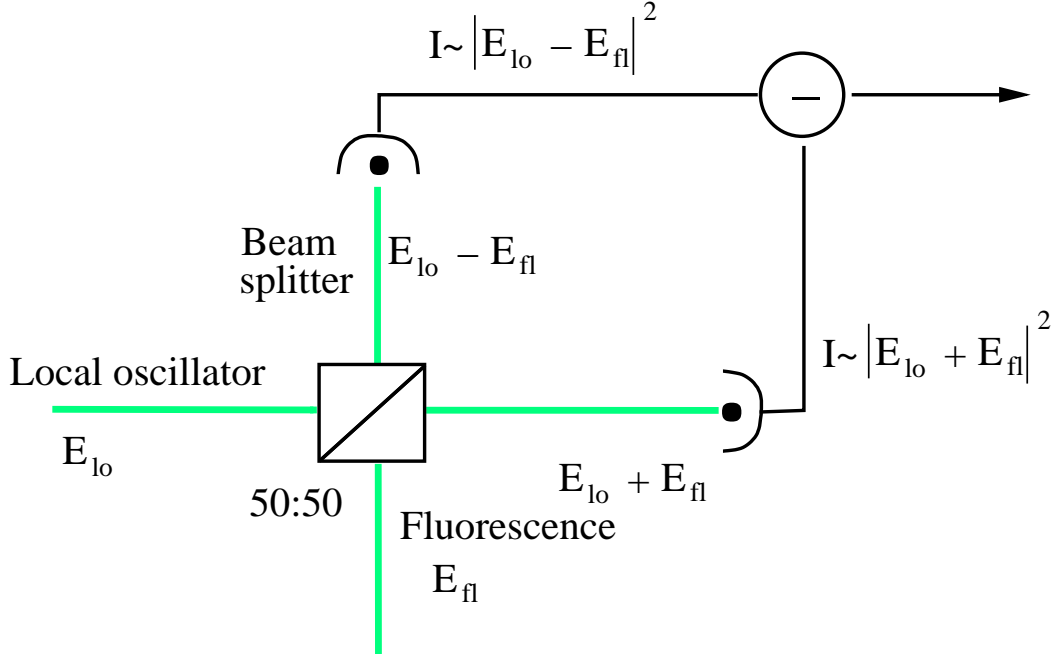 I~ |E_lo − E_fl|^2
−
Beam
splitter
E_lo − E_fl
I~ |E_lo + E_fl|^2
Local oscillator
E_lo
E_lo + E_fl
50:50
Fluorescence
E_fl